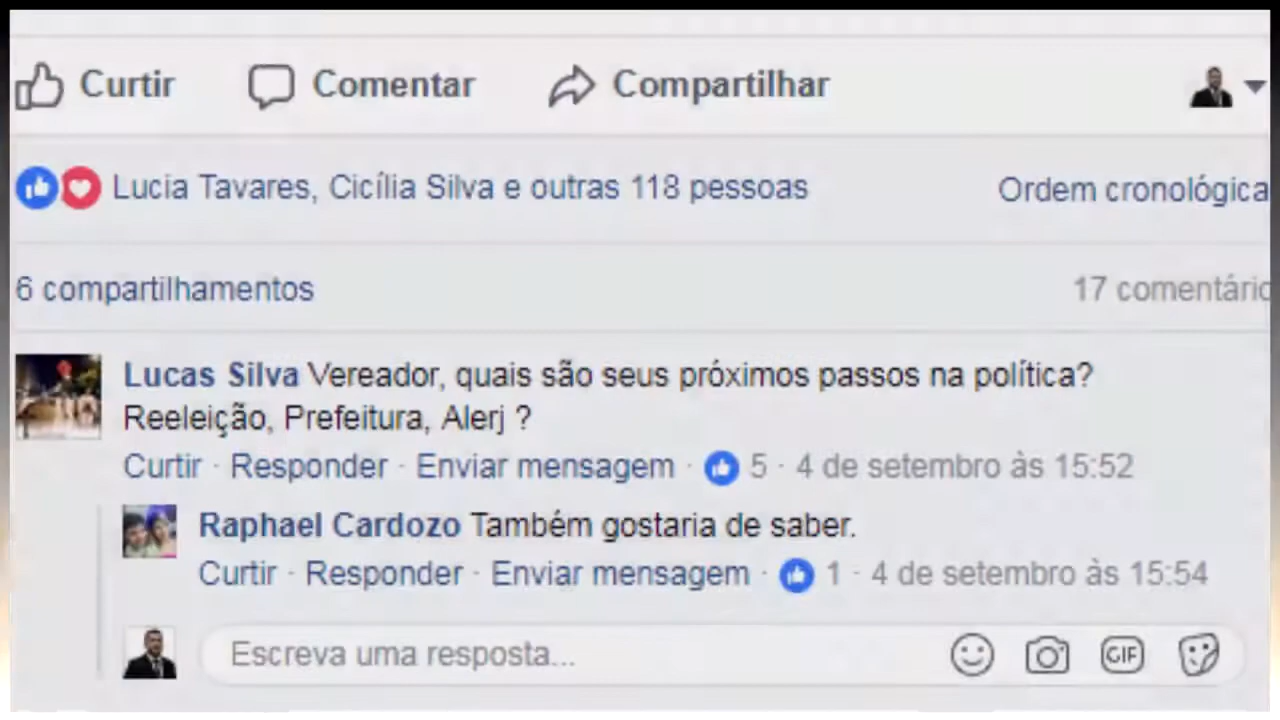 Curtir Comentar Compartilhar
Lucia Tavares, Cicília Silva e outras 118 pessoas Ordem cronológica
6 compartilhamentos 17 comentário
Lucas Silva Vereador, quais são seus próximos passos na política?
Reeleição, Prefeitura, Alerj ?
Curtir · Responder · Enviar mensagem · 5 · 4 de setembro às 15:52
Raphael Cardozo Também gostaria de saber.
Curtir · Responder · Enviar mensagem · 1 · 4 de setembro às 15:54
Escreva uma resposta... GIF